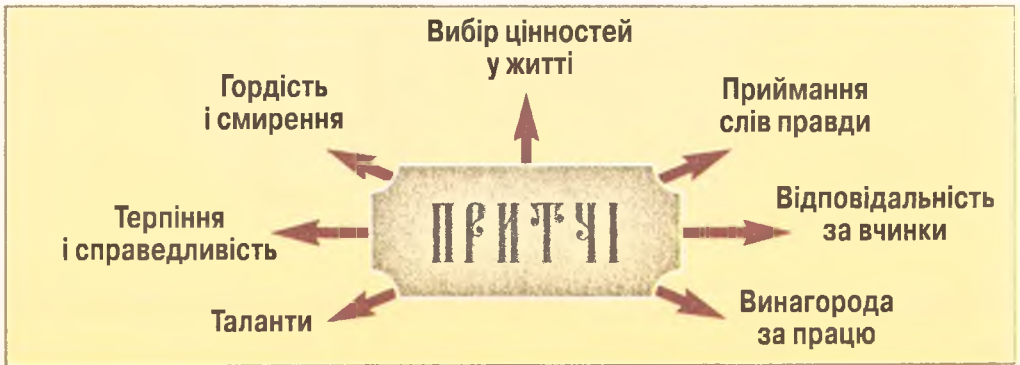 Вибір цінностей
у житті
Гордість
і смирення
Приймання
слів правди
ПРИТЧІ
Терпіння
і справедливість
Відповідальність
за вчинки
Таланти
Винагорода
за працю